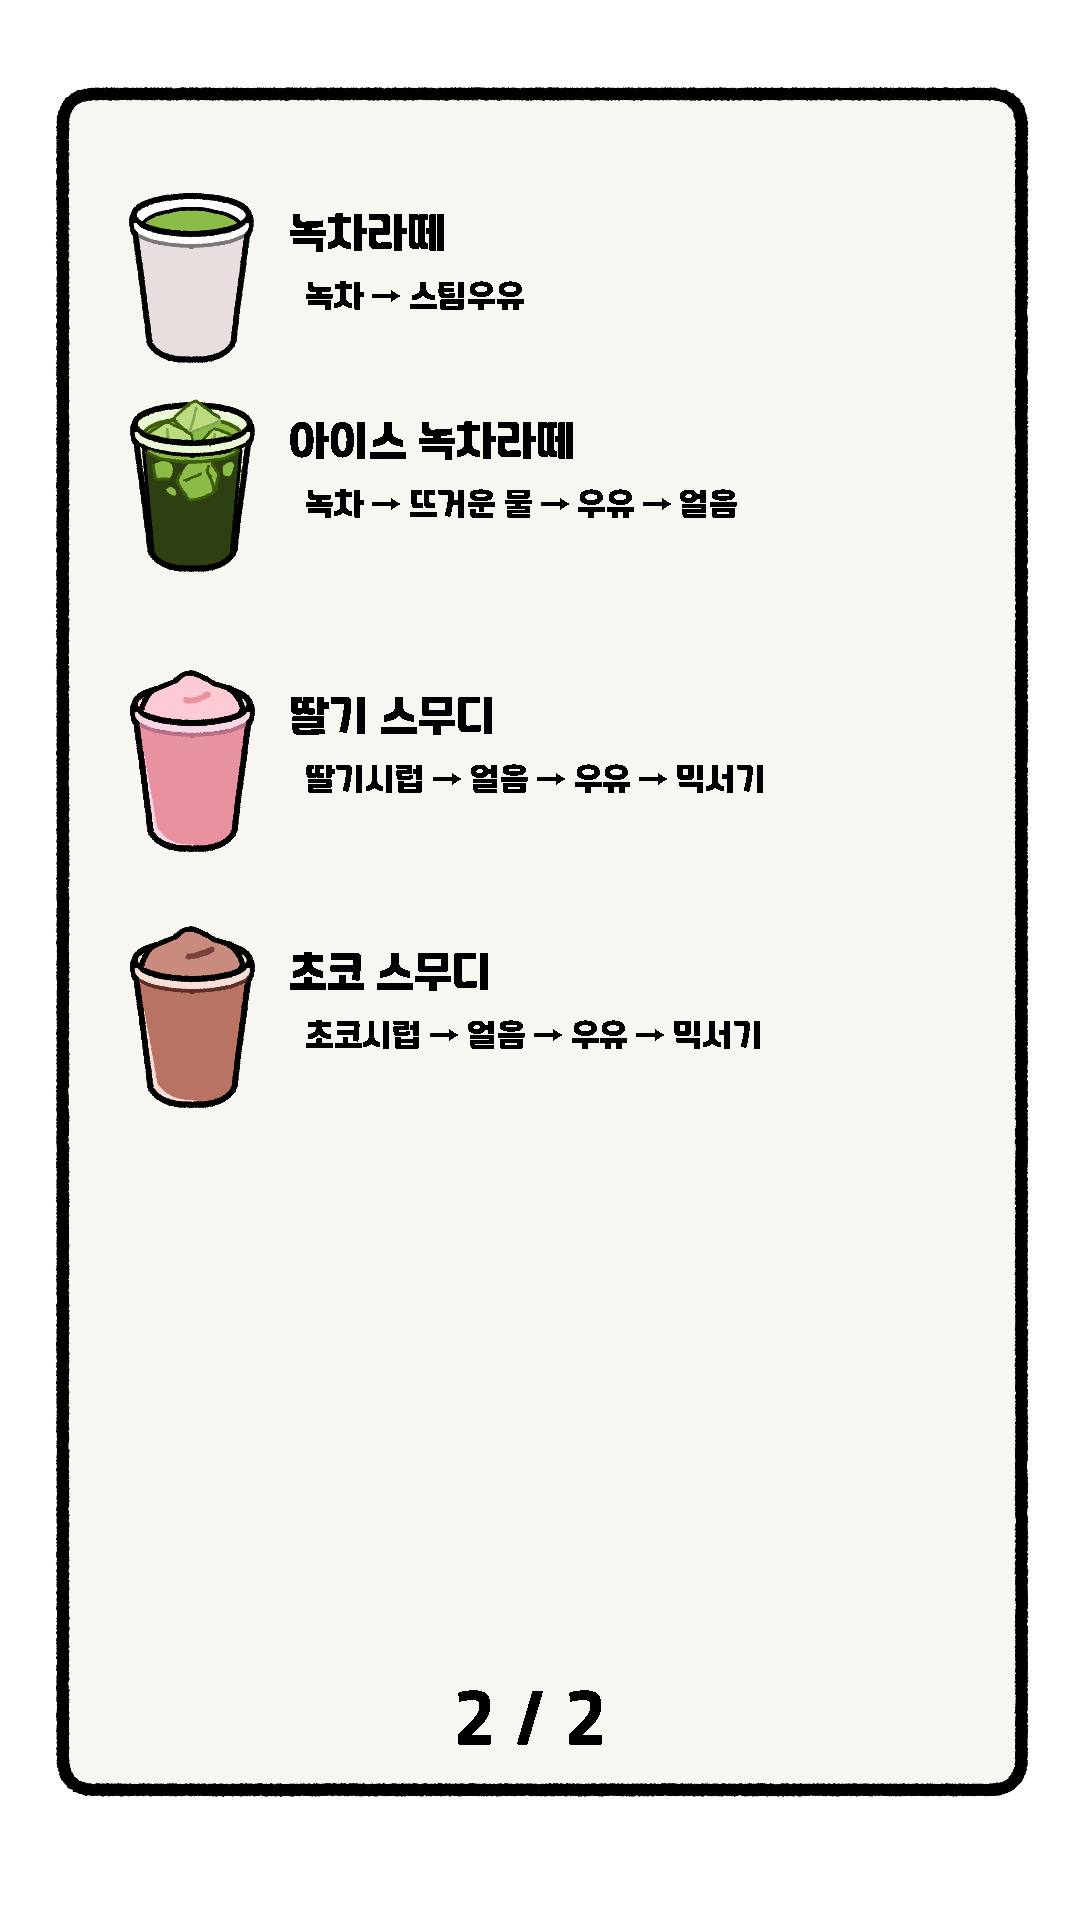 녹차라떼
녹차 → 스팀우유
아이스 녹차라떼
녹차 → 뜨거운 물 → 우유 → 얼음
딸기 스무디
딸기시럽 → 얼음 → 우유 → 믹서기
초코 스무디
초코시럽 → 얼음 → 우유 → 믹서기
2 / 2